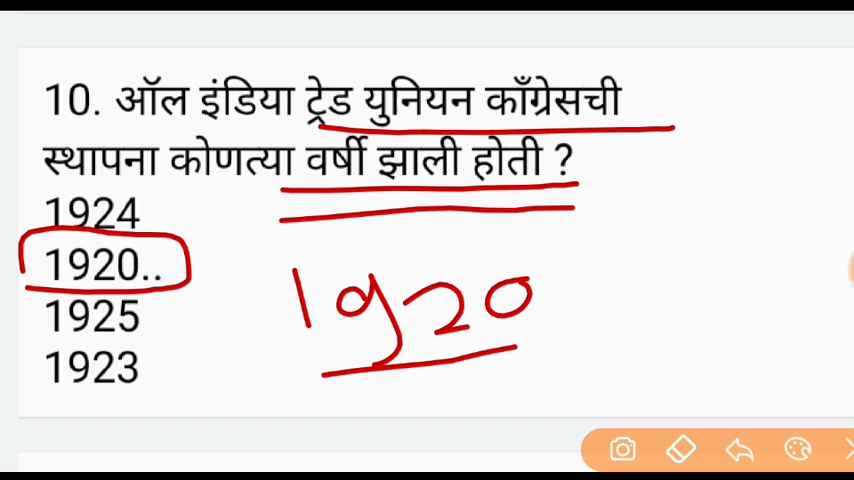 10. ऑल इंडिया ट्रेड युनियन काँग्रेसची
स्थापना कोणत्या वर्षी झाली होती ?
1924
1920..
1925
1923
1920